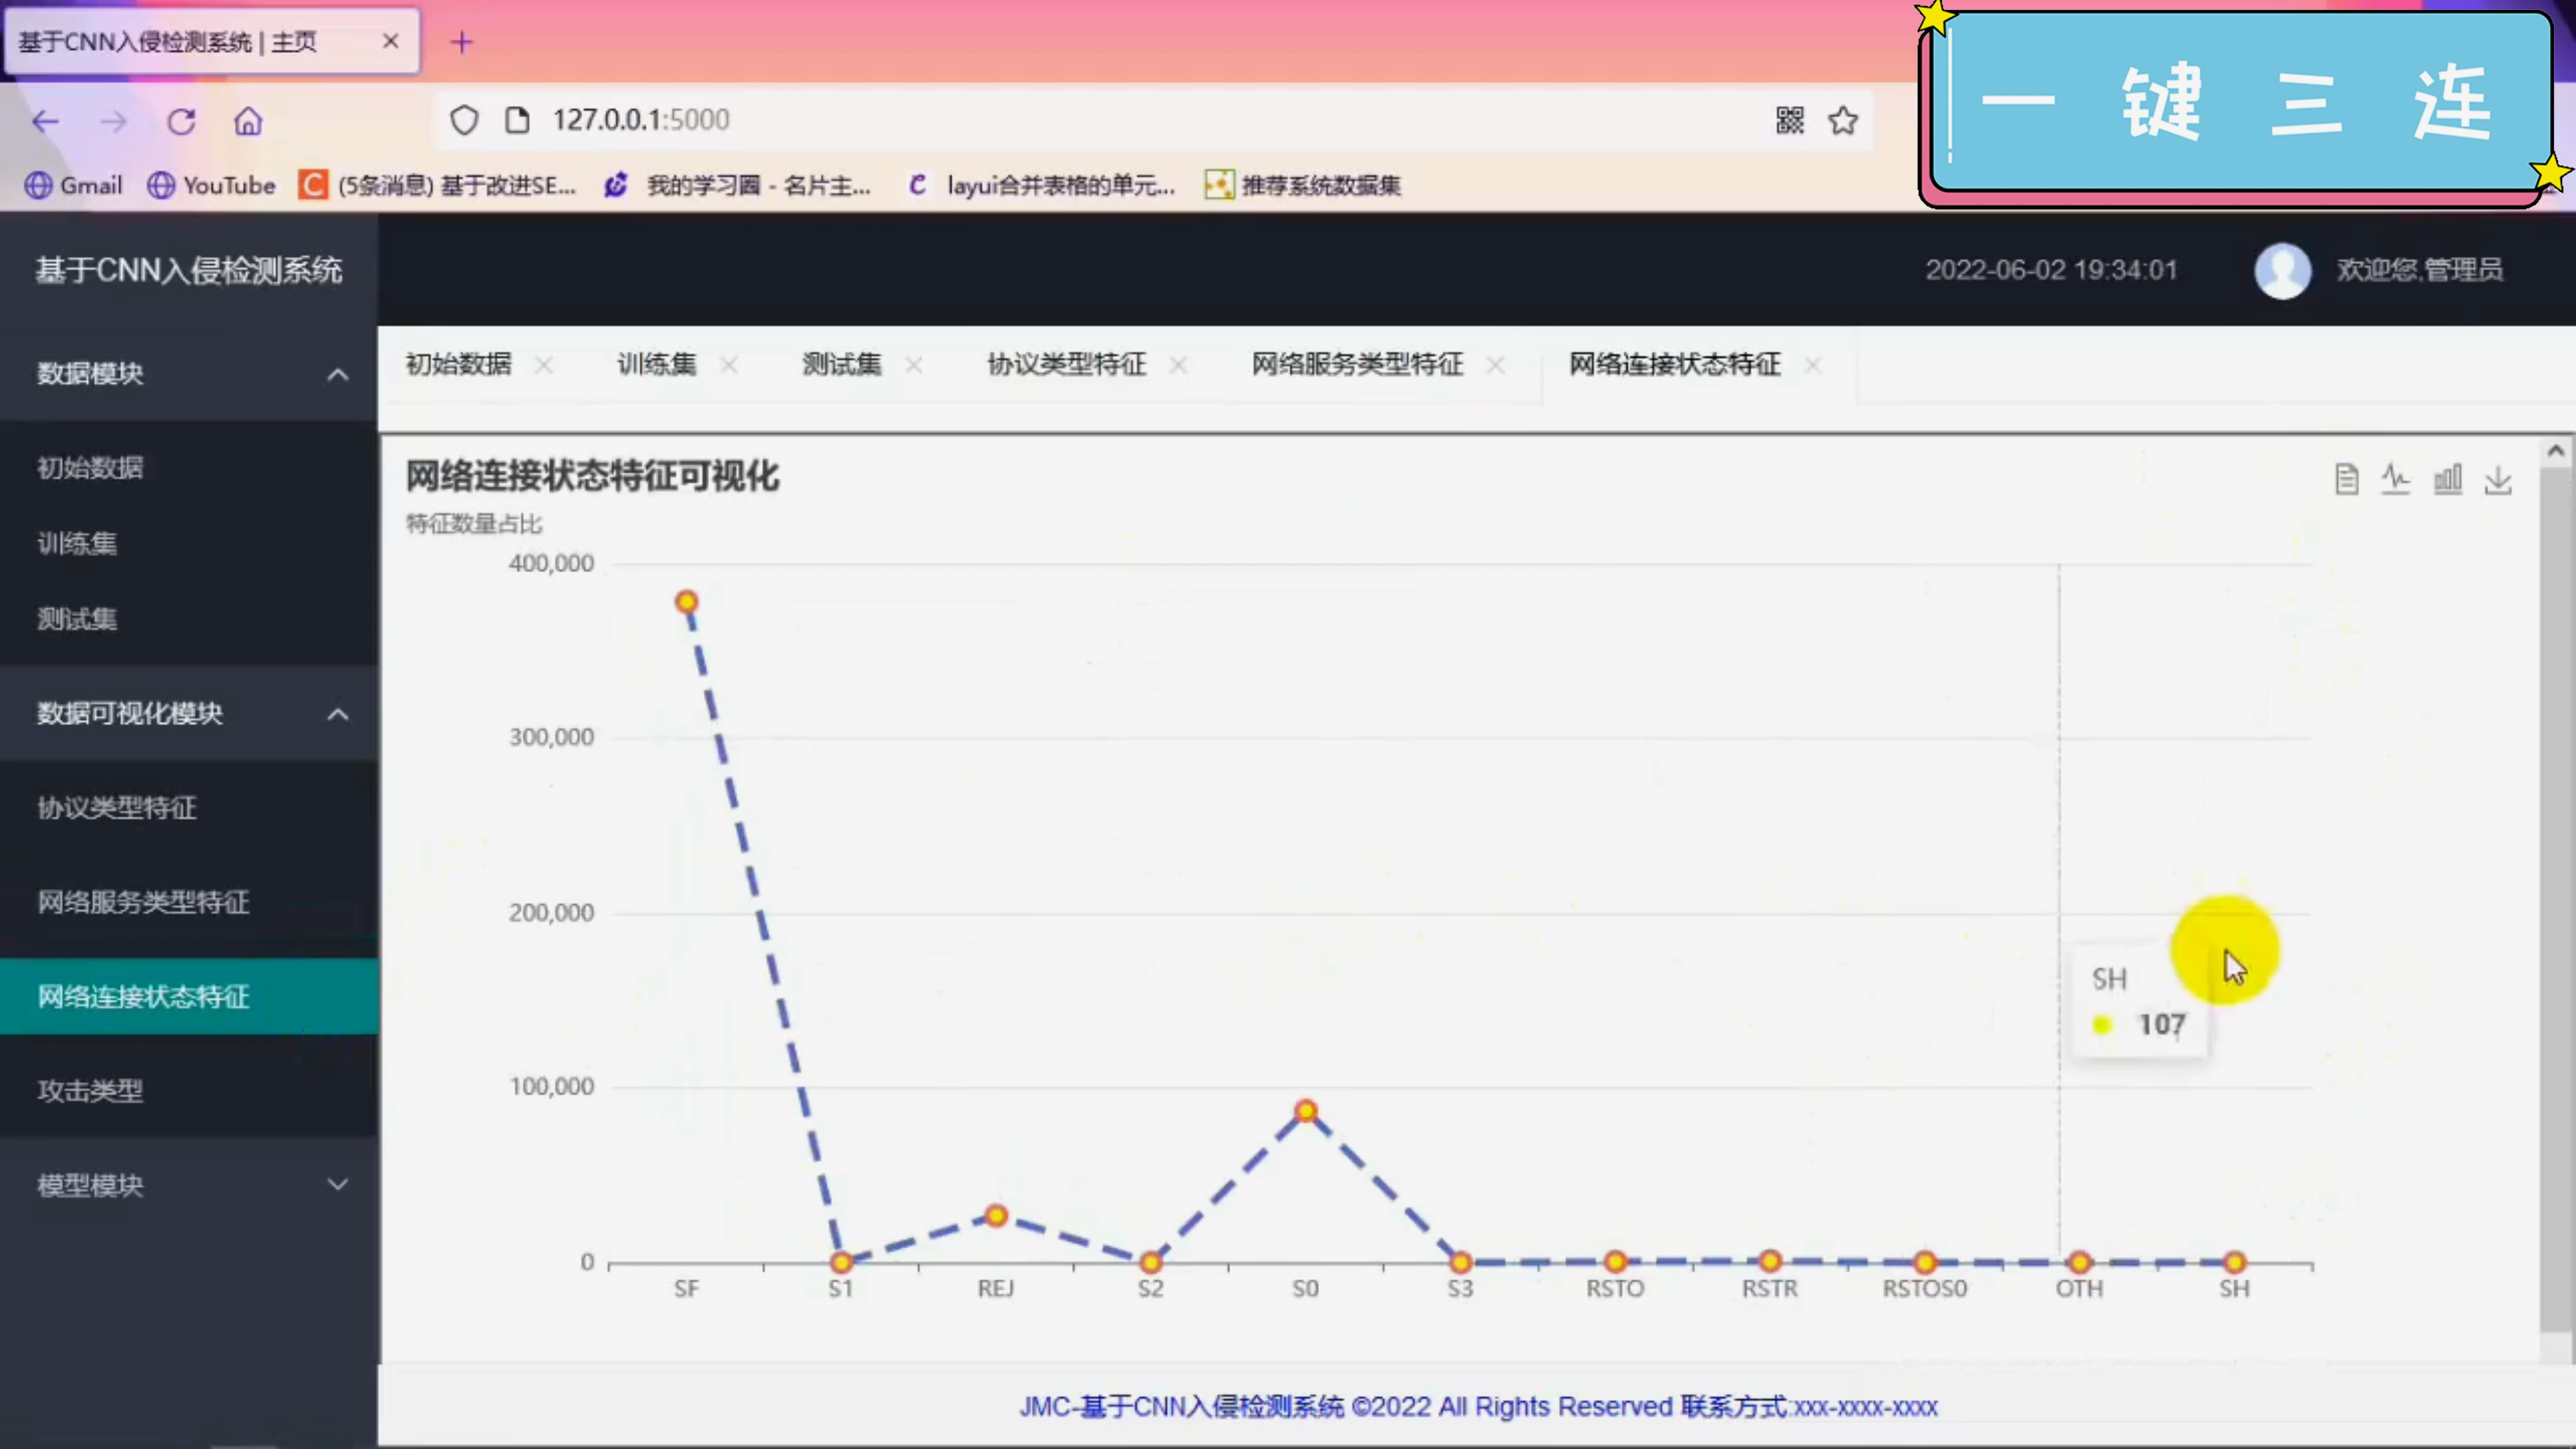 基于CNN入侵检测系统 | 主页
一键三连
127.0.0.1:5000
Gmail YouTube (5条消息) 基于改进SE... 我的学习圈 - 名片主... layui合并表格的单元... 推荐系统数据集
基于CNN入侵检测系统
2022-06-02 19:34:01 欢迎您,管理员
数据模块
初始数据
训练集
测试集
数据可视化模块
协议类型特征
网络服务类型特征
网络连接状态特征
攻击类型
模型模块
初始数据 训练集 测试集 协议类型特征 网络服务类型特征 网络连接状态特征
网络连接状态特征可视化
特征数量占比
400,000
300,000
200,000
100,000
0
SH
107
SF S1 REJ S2 S0 S3 RSTO RSTR RSTOS0 OTH SH
JMC-基于CNN入侵检测系统 ©2022 All Rights Reserved 联系方式:xxx-xxxx-xxxx